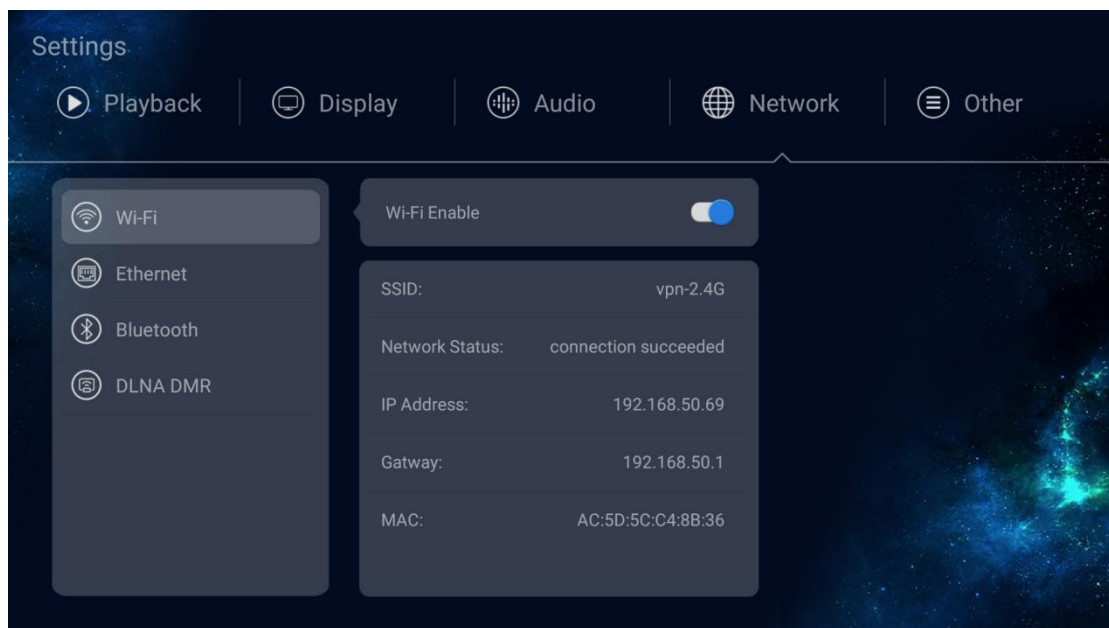 Settings
Playback
Display
Audio
Network
Other
Wi-Fi
Ethernet
Bluetooth
DLNA DMR
Wi-Fi Enable
SSID: vpn-2.4G
Network Status: connection succeeded
IP Address: 192.168.50.69
Gatway: 192.168.50.1
MAC: AC:5D:5C:C4:8B:36